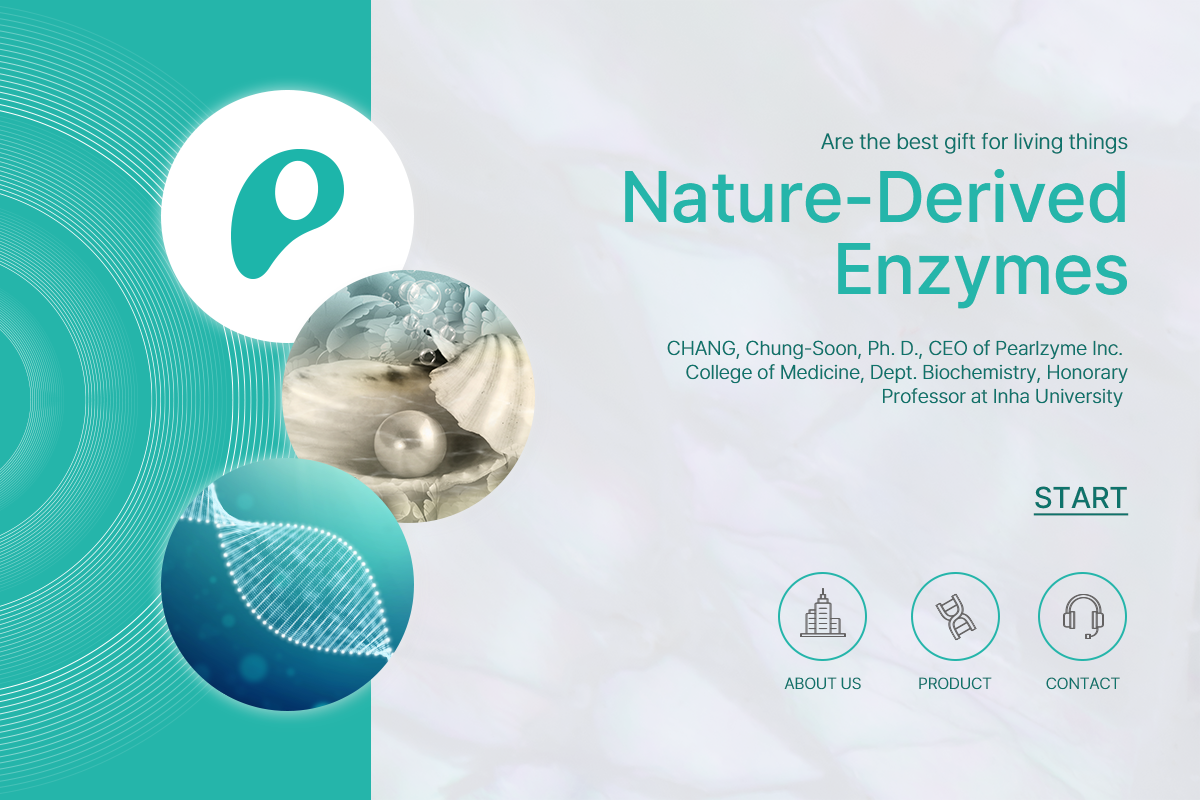 Are the best gift for living things
Nature-Derived
Enzymes
CHANG, Chung-Soon, Ph. D., CEO of Pearlzyme Inc.
College of Medicine, Dept. Biochemistry, Honorary
Professor at Inha University
START
ABOUT US
PRODUCT
CONTACT